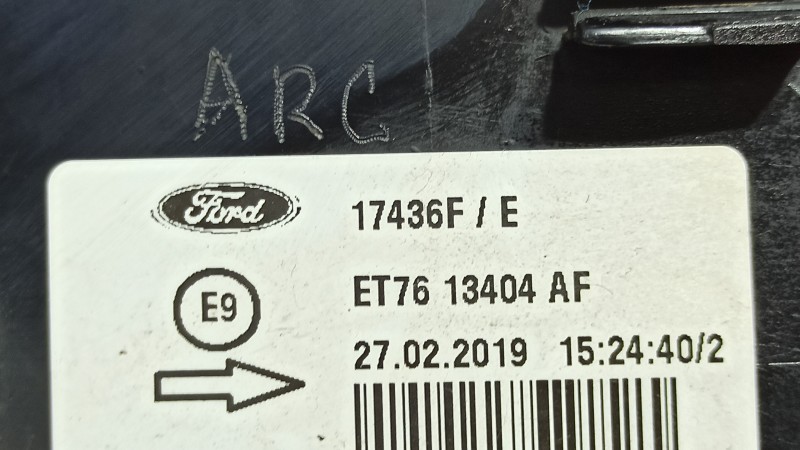 ARC
Ford
17436F / E
E9
ET76 13404 AF
27.02.2019 15:24:40/2